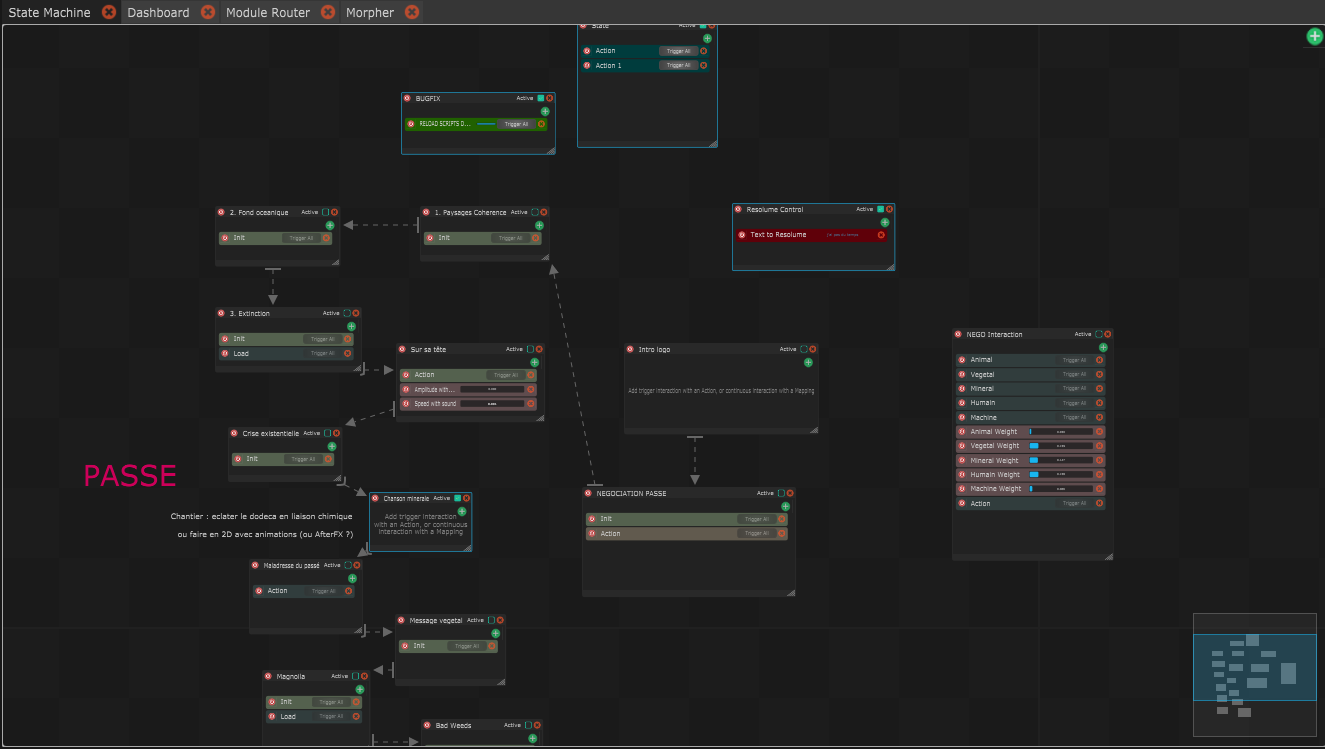 State Machine
Dashboard
Module Router
Morpher
State Active
Action Trigger All
Action 1 Trigger All
BUGFIX Active
RELOAD SCRIPTS D... Trigger All
2. Fond oceanique Active
Init Trigger All
1. Paysages Coherence Active
Init Trigger All
Resolume Control Active
Text to Resolume
3. Extinction Active
Init Trigger All
Load Trigger All
Sur sa tête Active
Action Trigger All
Amplitude with...
Speed with sound
Intro logo Active
Add trigger interaction with an Action, or continuous interaction with a Mapping
NEGO Interaction Active
Animal Trigger All
Vegetal Trigger All
Mineral Trigger All
Humain Trigger All
Machine Trigger All
Animal Weight
Vegetal Weight
Mineral Weight
Humain Weight
Machine Weight
Action Trigger All
Crise existentielle Active
Init Trigger All
PASSE
Chanson minerale Active
Add trigger interaction
with an Action, or continuous
interaction with a Mapping
NEGOCIATION PASSE Active
Init Trigger All
Action Trigger All
Chantier : eclater le dodeca en liaison chimique
ou faire en 2D avec animations (ou AfterFX ?)
Maladresse du passé Active
Action Trigger All
Message vegetal Active
Init Trigger All
Magnolia Active
Init Trigger All
Load Trigger All
Bad Weeds Active